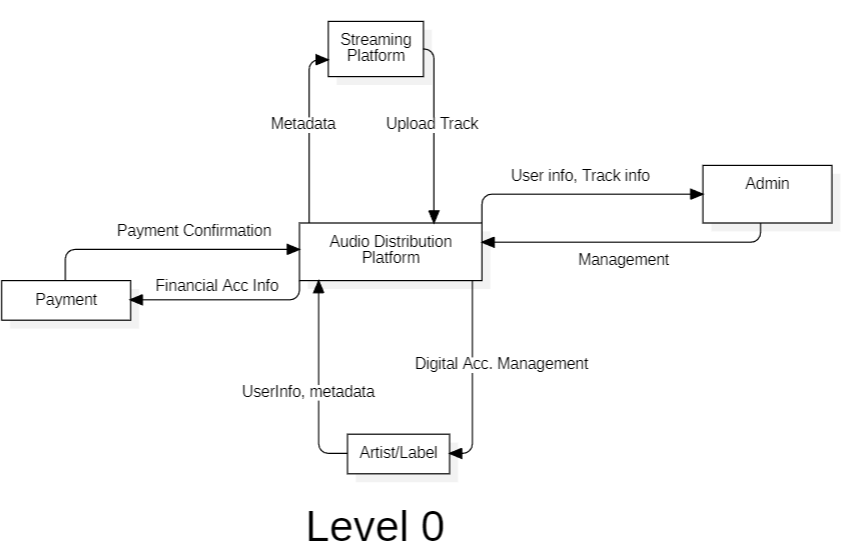 Streaming
Platform
Metadata
Upload Track
User info, Track info
Admin
Payment Confirmation
Audio Distribution
Platform
Management
Financial Acc Info
Payment
Digital Acc. Management
UserInfo, metadata
Artist/Label
Level 0